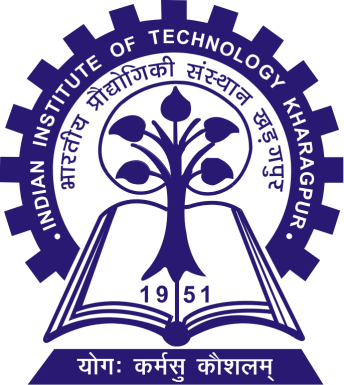 • INDIAN INSTITUTE OF TECHNOLOGY KHARAGPUR •
भारतीय प्रौद्योगिकी संस्थान खड़गपुर
1951
योगः कर्मसु कौशलम्